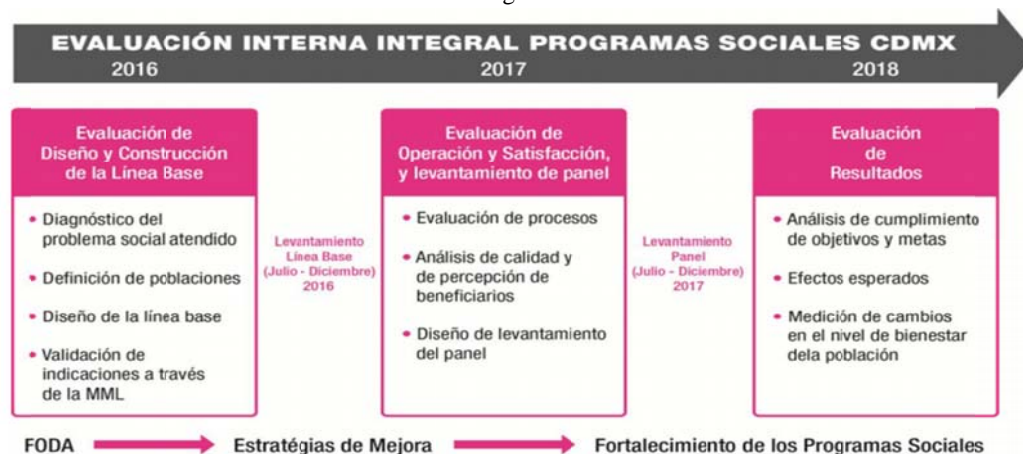 EVALUACIÓN INTERNA INTEGRAL PROGRAMAS SOCIALES CDMX
2016
2017
2018
Evaluación de
Diseño y Construcción
de la Línea Base
• Diagnóstico del
problema social atendido
• Definición de poblaciones
• Diseño de la línea base
• Validación de
indicaciones a través
de la MML
Levantamiento
Línea Base
(Julio - Diciembre)
2016
Evaluación de
Operación y Satisfacción,
y levantamiento de panel
• Evaluación de procesos
• Análisis de calidad y
de percepción de
beneficiarios
• Diseño de levantamiento
del panel
Levantamiento
Panel
(Julio - Diciembre)
2017
Evaluación
de
Resultados
• Análisis de cumplimiento
de objetivos y metas
• Efectos esperados
• Medición de cambios
en el nivel de bienestar
dela población
FODA
Estratégias de Mejora
Fortalecimiento de los Programas Sociales